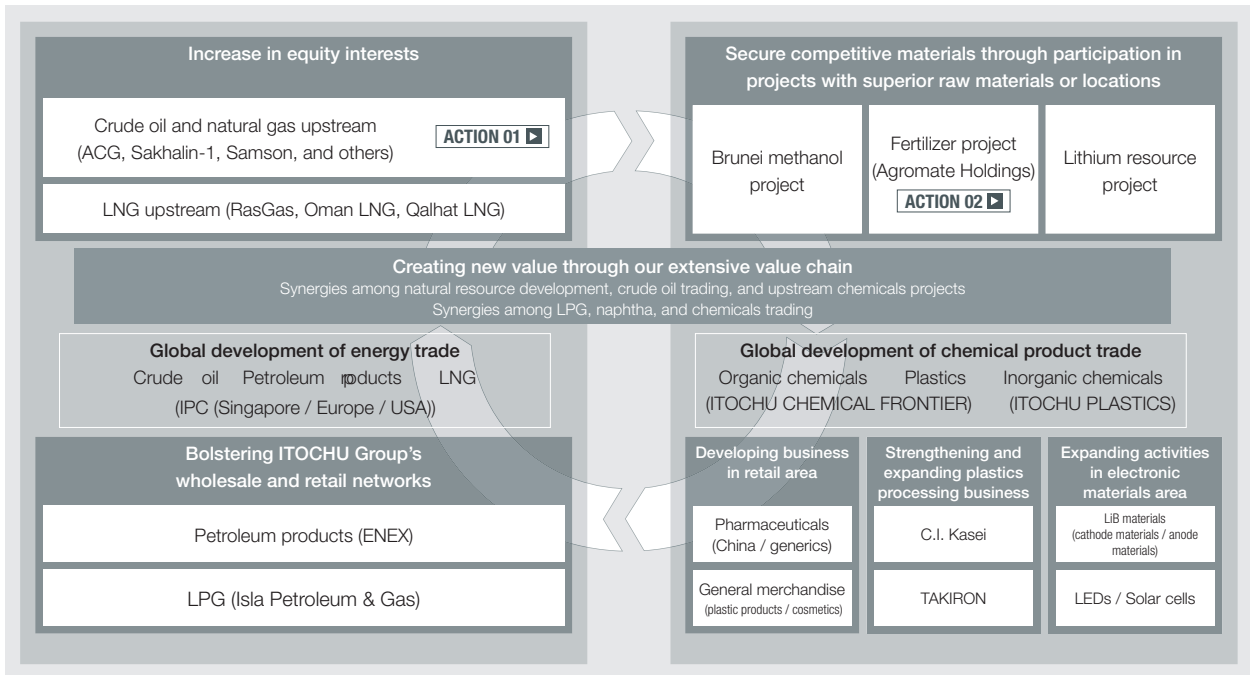 Increase in equity interests
Crude oil and natural gas upstream
(ACG, Sakhalin-1, Samson, and others)
ACTION 01
LNG upstream (RasGas, Oman LNG, Qalhat LNG)
Secure competitive materials through participation in
projects with superior raw materials or locations
Brunei methanol
project
Fertilizer project
(Agromate Holdings)
ACTION 02
Lithium resource
project
Creating new value through our extensive value chain
Synergies among natural resource development, crude oil trading, and upstream chemicals projects
Synergies among LPG, naphtha, and chemicals trading
Global development of energy trade
Crude oil Petroleum products LNG
(IPC (Singapore / Europe / USA))
Global development of chemical product trade
Organic chemicals Plastics Inorganic chemicals
(ITOCHU CHEMICAL FRONTIER) (ITOCHU PLASTICS)
Bolstering ITOCHU Group's
wholesale and retail networks
Petroleum products (ENEX)
LPG (Isla Petroleum & Gas)
Developing business
in retail area
Pharmaceuticals
(China / generics)
General merchandise
(plastic products / cosmetics)
Strengthening and
expanding plastics
processing business
C.I. Kasei
TAKIRON
Expanding activities
in electronic
materials area
LiB materials
(cathode materials / anode
materials)
LEDs / Solar cells